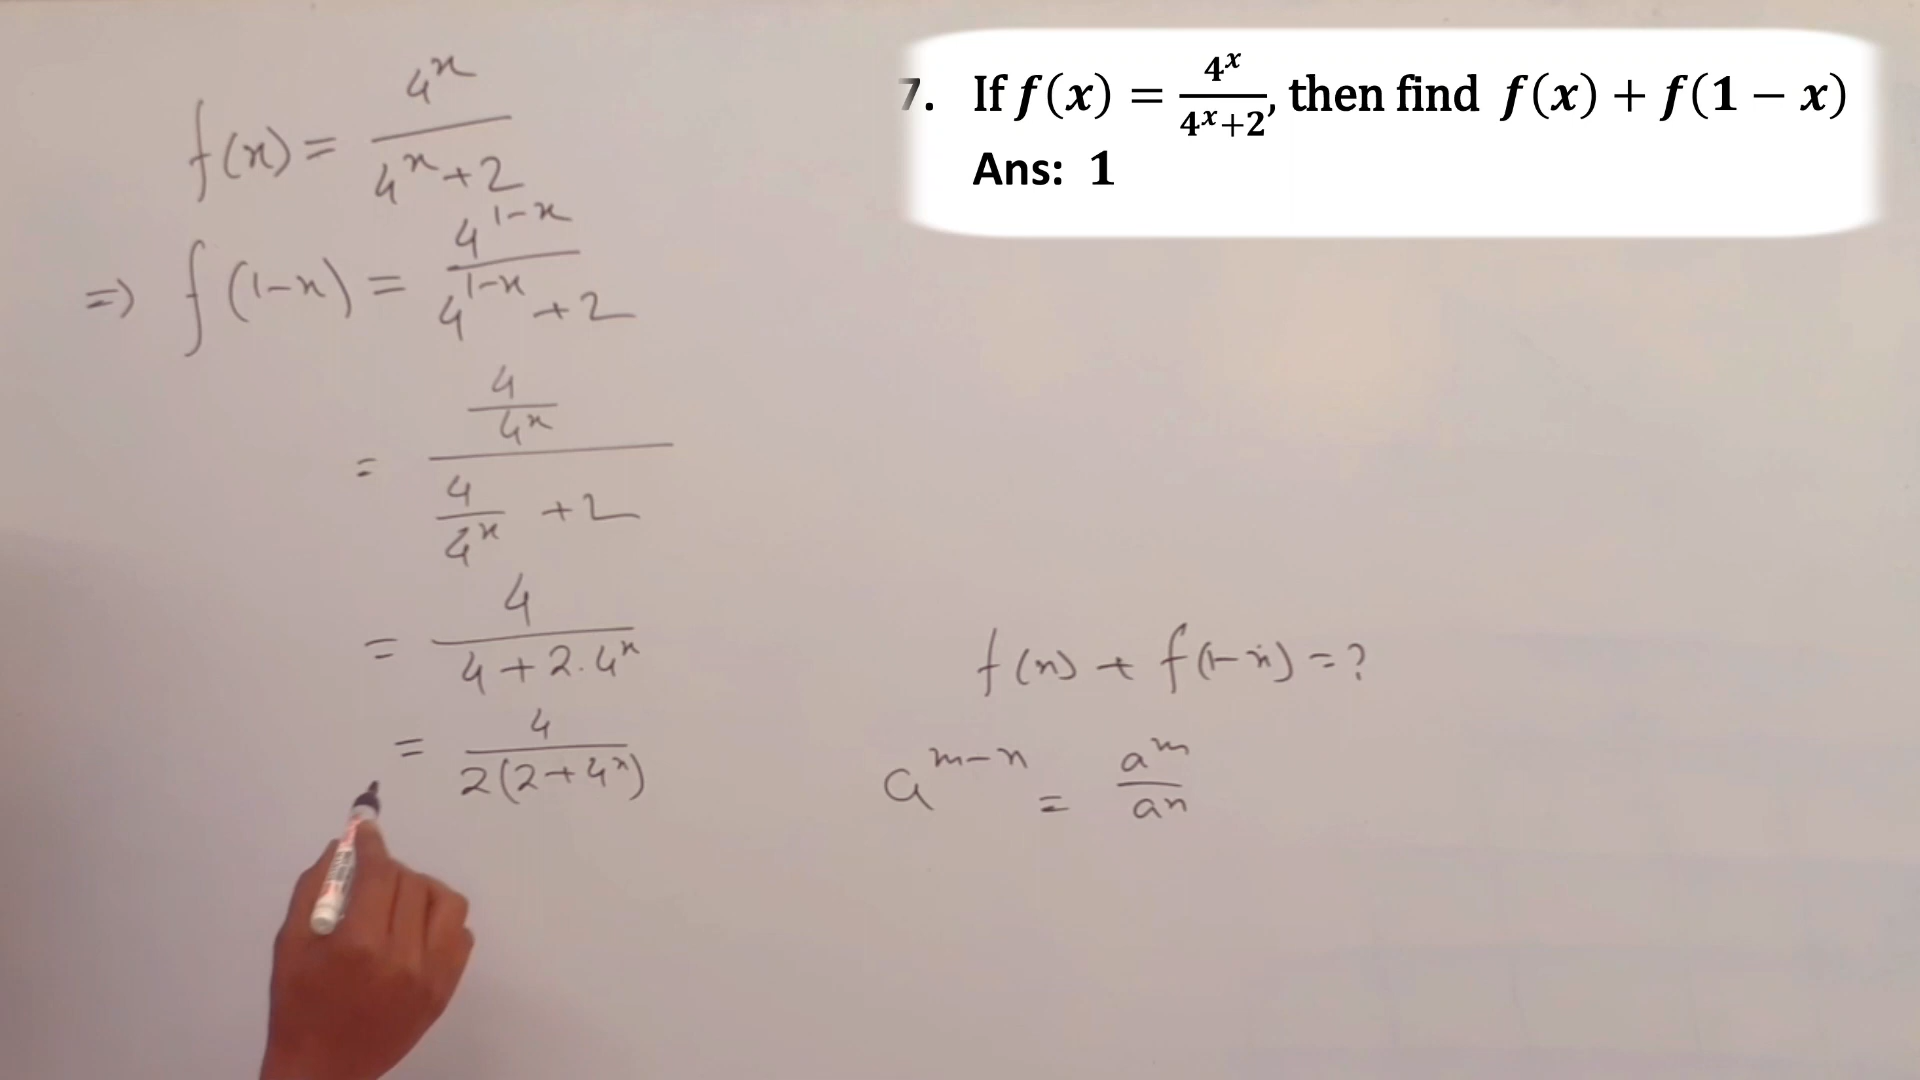 f(x) = 4^x / (4^x + 2)
=> f(1-x) = 4^(1-x) / (4^(1-x) + 2)
= (4 / 4^x) / (4 / 4^x + 2)
= 4 / (4 + 2.4^x)
= 4 / (2(2 + 4^x))
7. If f(x) = 4^x / (4^x+2), then find f(x) + f(1 − x)
Ans: 1
f(x) + f(1-x) = ?
a^(m-n) = a^m / a^n